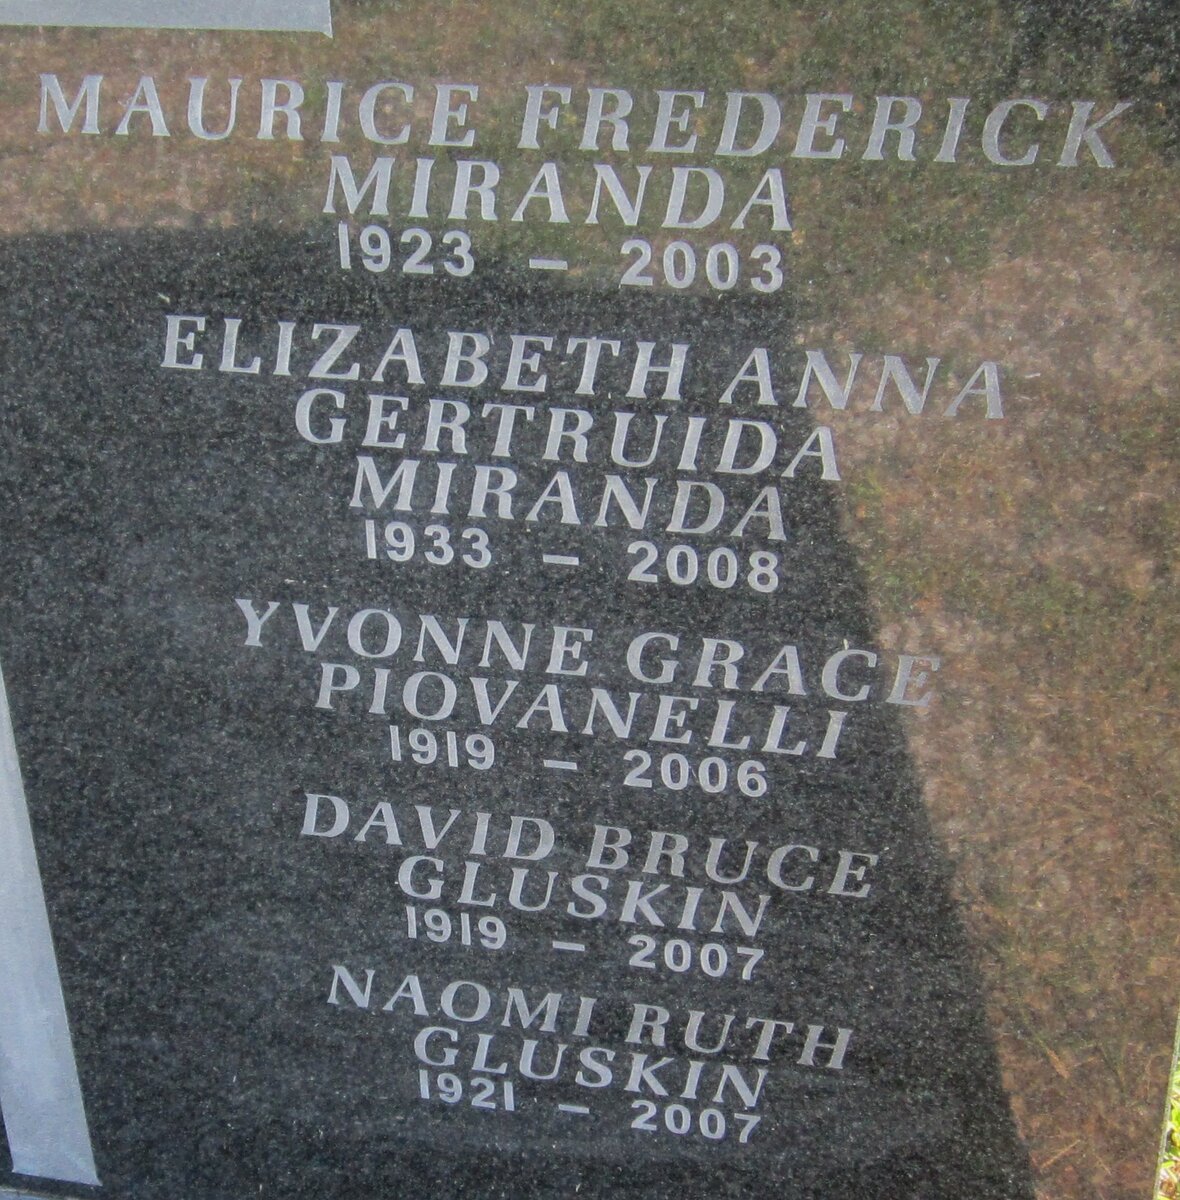 MAURICE FREDERICK
MIRANDA
1923 – 2003
ELIZABETH ANNA
GERTRUIDA
MIRANDA
1933 – 2008
YVONNE GRACE
PIOVANELLI
1919 – 2006
DAVID BRUCE
GLUSKIN
1919 – 2007
NAOMI RUTH
GLUSKIN
1921 – 2007